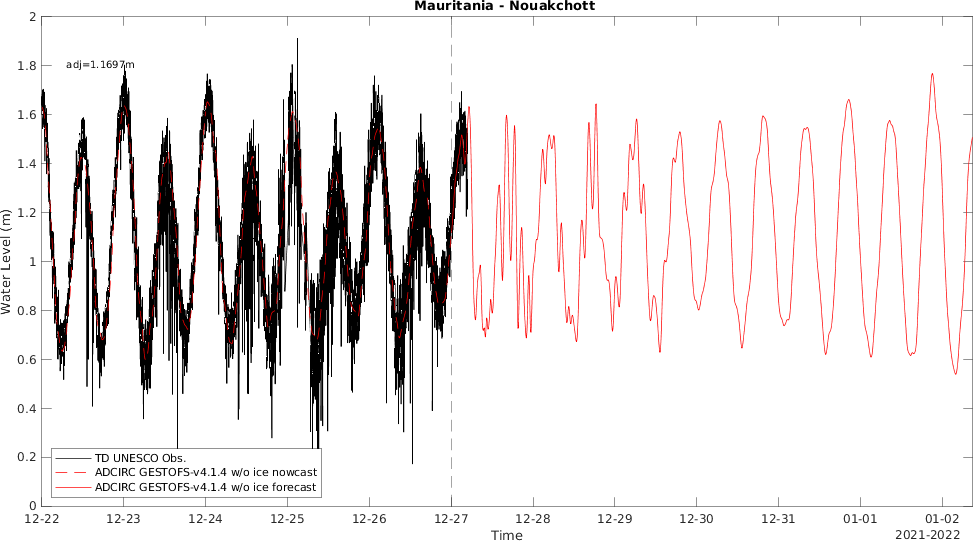 Mauritania - Nouakchott
2
1.8
1.6
1.4
1.2
1
0.8
0.6
0.4
0.2
0
Water Level (m)
adj=1.1697m
TD UNESCO Obs.
ADCIRC GESTOFS-v4.1.4 w/o ice nowcast
ADCIRC GESTOFS-v4.1.4 w/o ice forecast
12-22 12-23 12-24 12-25 12-26 12-27 12-28 12-29 12-30 12-31 01-01 01-02
Time
2021-2022